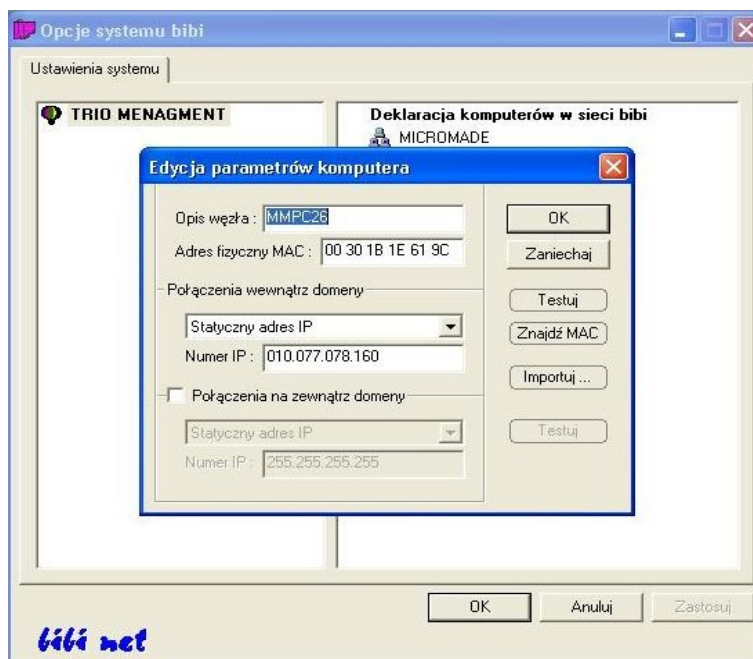 Opcje systemu bibi
Ustawienia systemu
TRIO MENAGMENT
Deklaracja komputerów w sieci bibi
MICROMADE
Edycja parametrów komputera
Opis węzła : MMPC26
OK
Adres fizyczny MAC : 00 30 1B 1E 61 9C
Zaniechaj
Połączenia wewnątrz domeny
Testuj
Statyczny adres IP
Znajdź MAC
Numer IP : 010.077.078.160
Importuj ...
Połączenia na zewnątrz domeny
Statyczny adres IP
Testuj
Numer IP : 255.255.255.255
OK
Anuluj
Zastosuj
bibi net